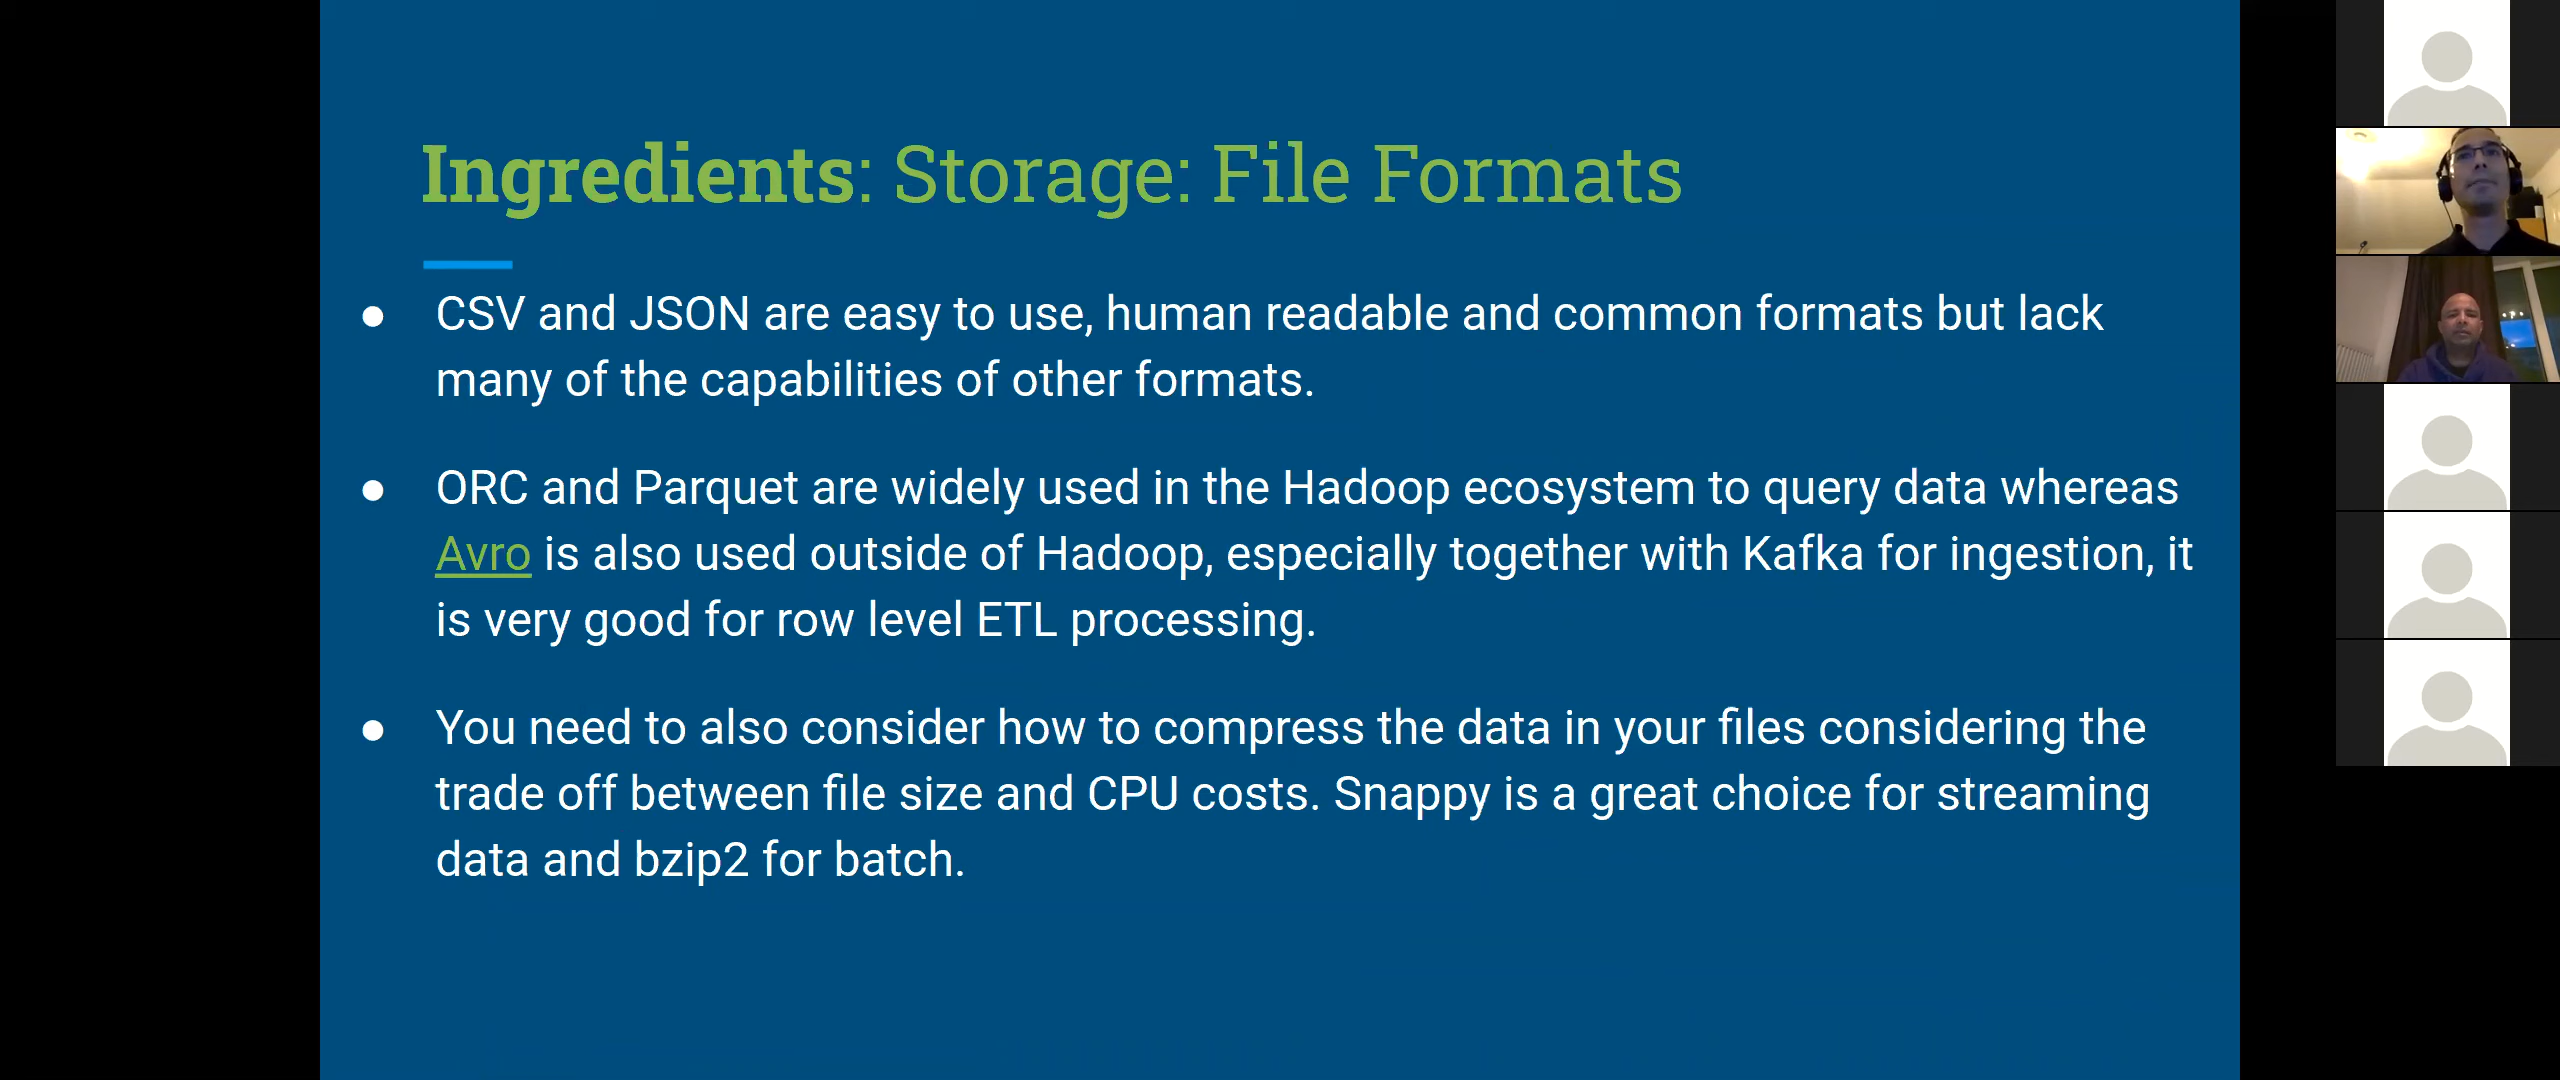 Ingredients: Storage: File Formats
● CSV and JSON are easy to use, human readable and common formats but lack
many of the capabilities of other formats.
● ORC and Parquet are widely used in the Hadoop ecosystem to query data whereas
Avro is also used outside of Hadoop, especially together with Kafka for ingestion, it
is very good for row level ETL processing.
● You need to also consider how to compress the data in your files considering the
trade off between file size and CPU costs. Snappy is a great choice for streaming
data and bzip2 for batch.